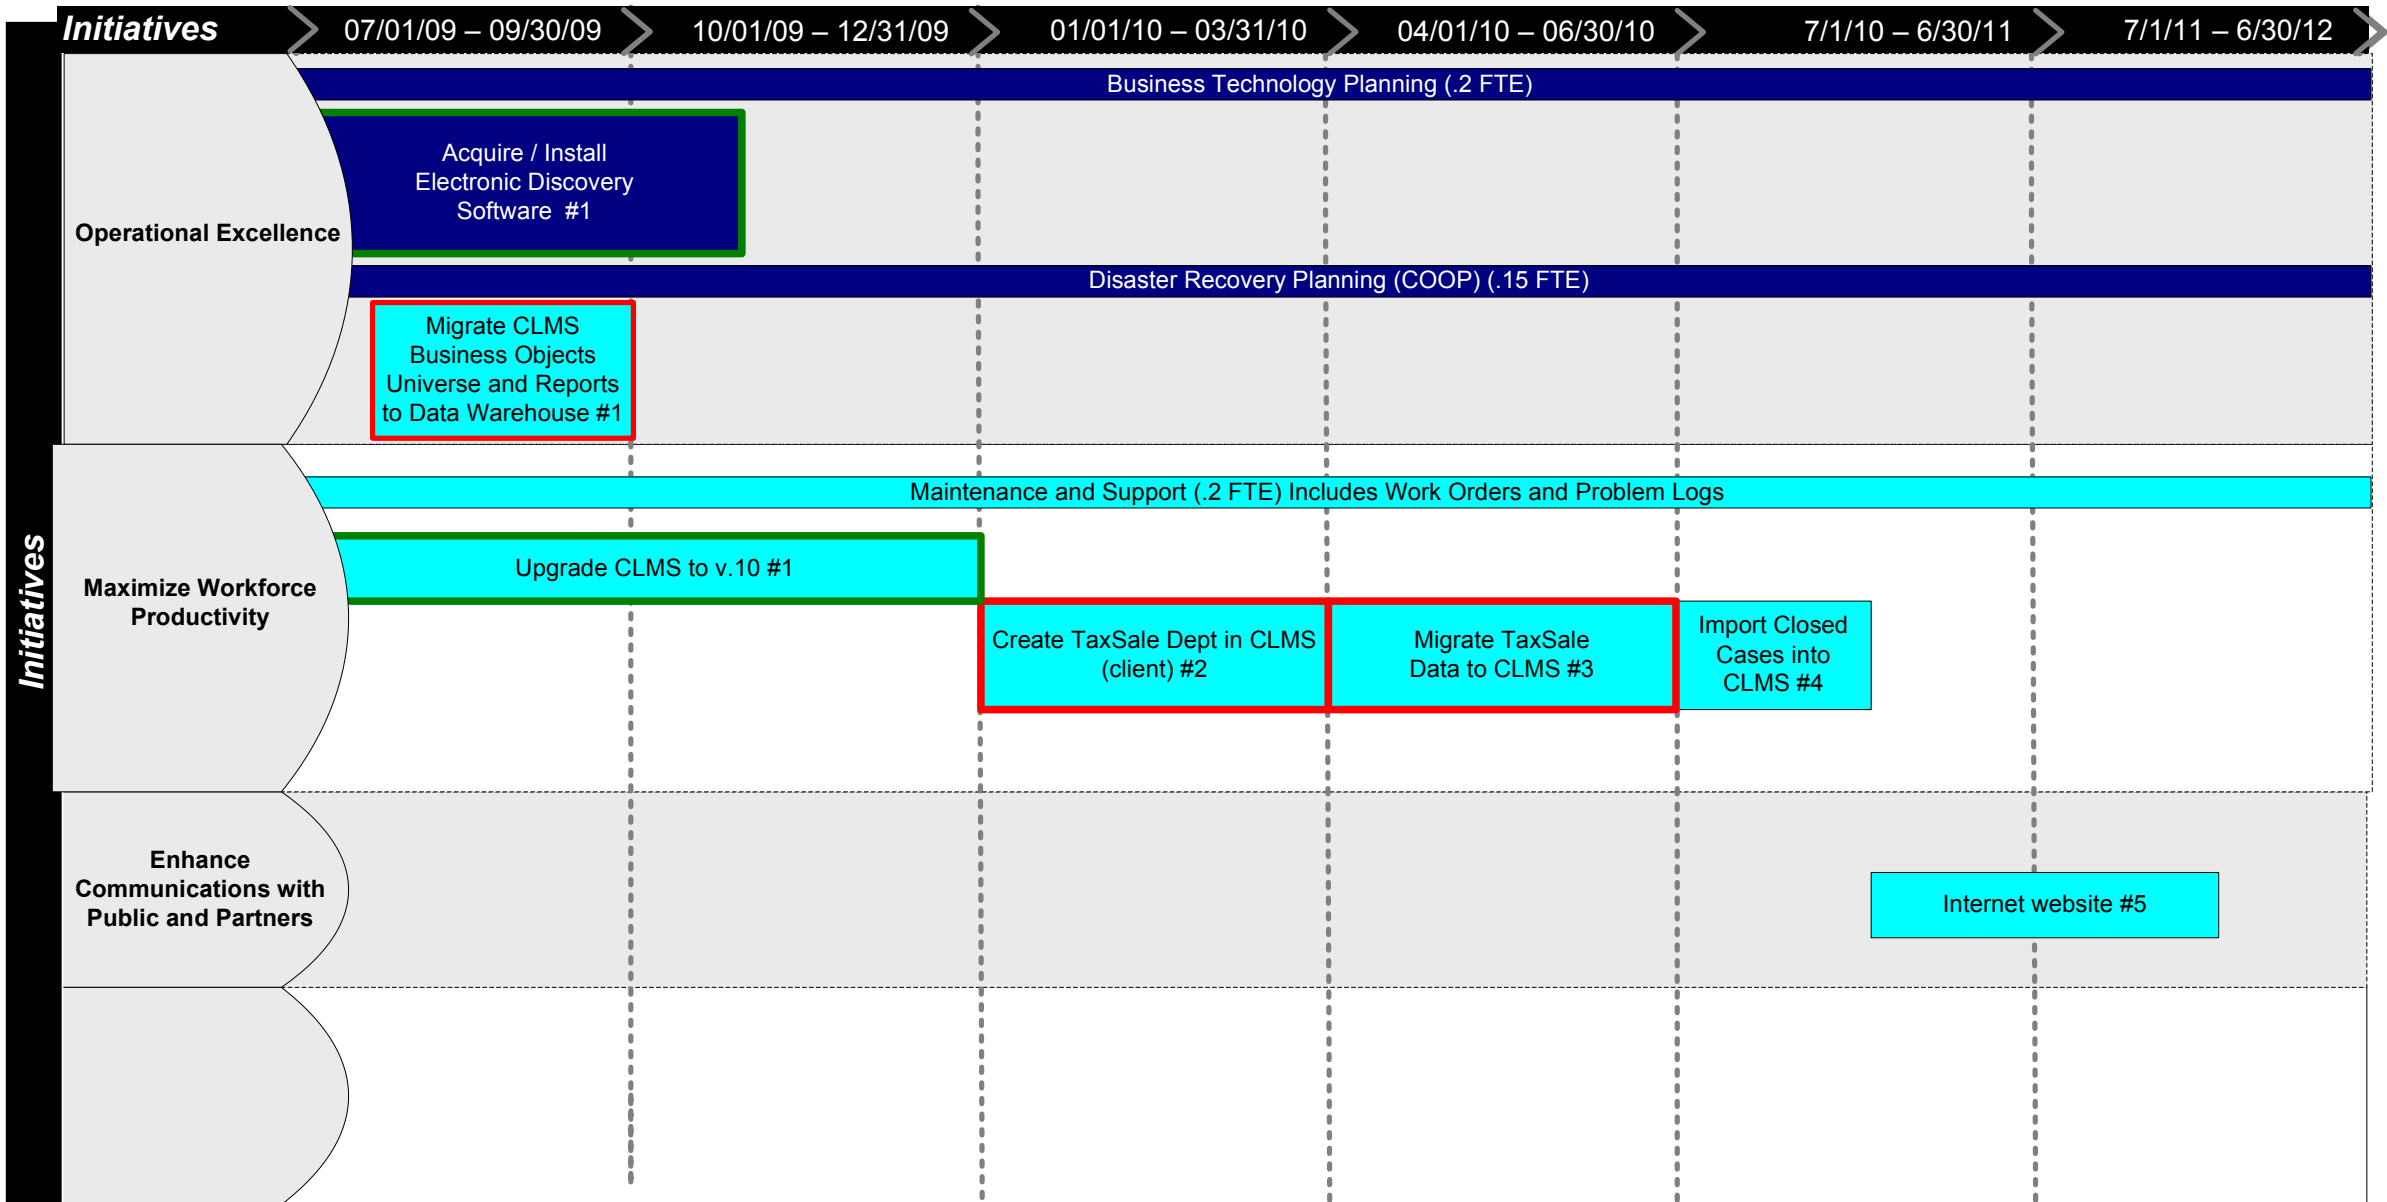 Initiatives
07/01/09 – 09/30/09
10/01/09 – 12/31/09
01/01/10 – 03/31/10
04/01/10 – 06/30/10
7/1/10 – 6/30/11
7/1/11 – 6/30/12
Initiatives
Operational Excellence
Business Technology Planning (.2 FTE)
Acquire / Install
Electronic Discovery
Software #1
Disaster Recovery Planning (COOP) (.15 FTE)
Migrate CLMS
Business Objects
Universe and Reports
to Data Warehouse #1
Maximize Workforce
Productivity
Maintenance and Support (.2 FTE) Includes Work Orders and Problem Logs
Upgrade CLMS to v.10 #1
Create TaxSale Dept in CLMS
(client) #2
Migrate TaxSale
Data to CLMS #3
Import Closed
Cases into
CLMS #4
Enhance
Communications with
Public and Partners
Internet website #5